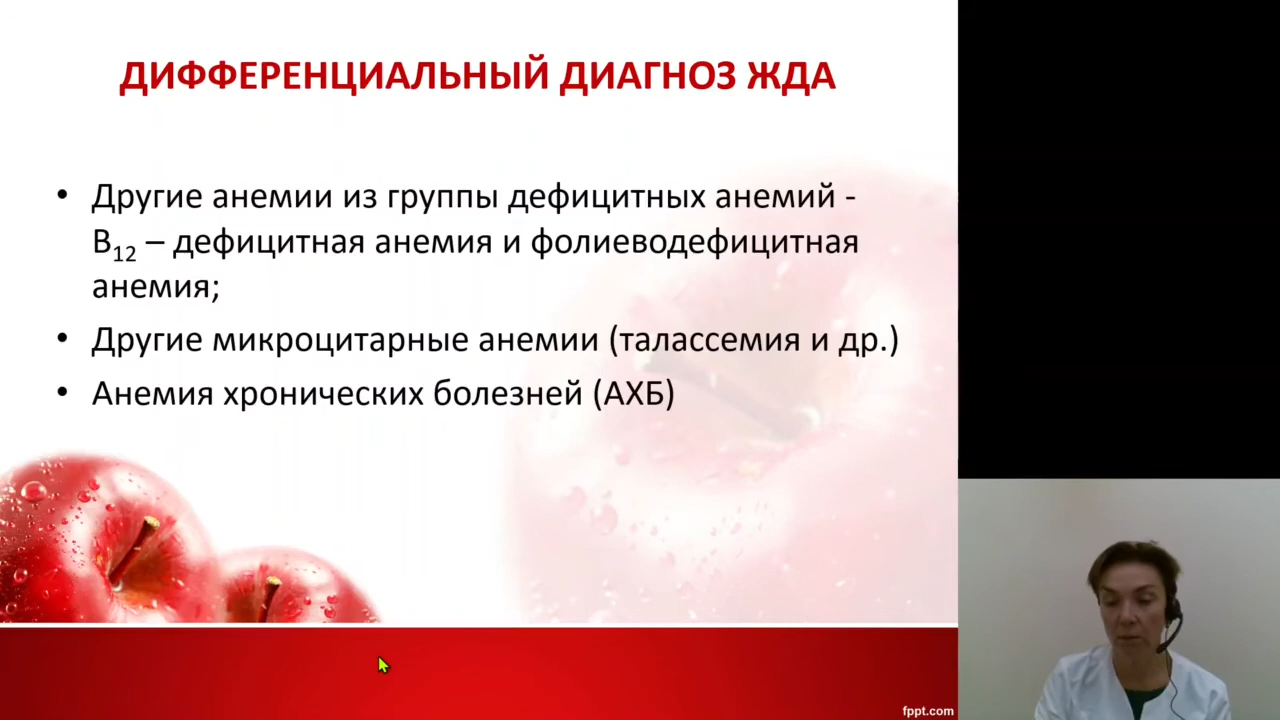 ДИФФЕРЕНЦИАЛЬНЫЙ ДИАГНОЗ ЖДА
• Другие анемии из группы дефицитных анемий -
В12 – дефицитная анемия и фолиеводефицитная
анемия;
• Другие микроцитарные анемии (талассемия и др.)
• Анемия хронических болезней (АХБ)
fppt.com